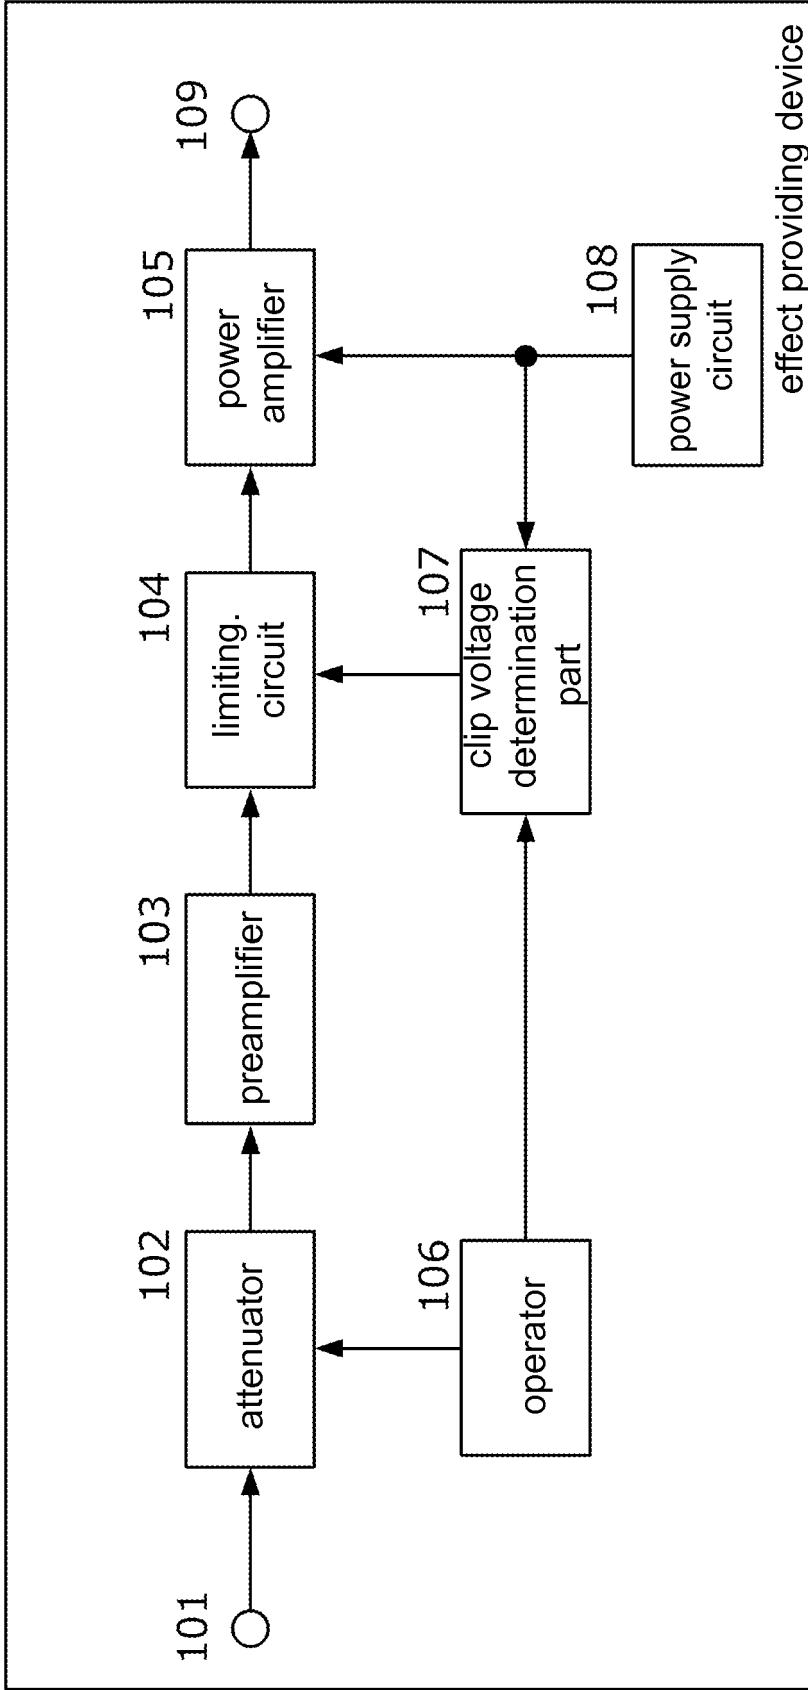 101
102
attenuator
103
preamplifier
104
limiting.
circuit
105
power
amplifier
109
106
operator
107
clip voltage
determination
part
108
power supply
circuit
effect providing device